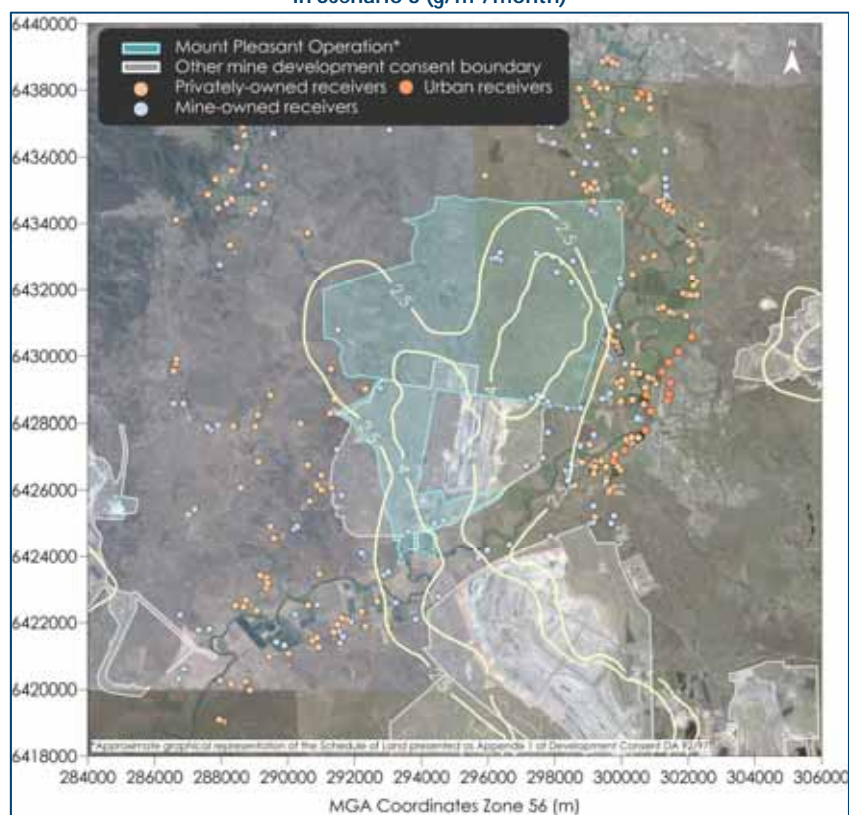 in scenario 3 (g/m²/month)
Mount Pleasant Operation*
Other mine development consent boundary
Privately-owned receivers
Urban receivers
Mine-owned receivers
N
6440000
6438000
6436000
6434000
6432000
6430000
6428000
6426000
6424000
6422000
6420000
6418000
2.5
2.5
2.5
4
4
*Approximate graphical representation of the Schedule of Land presented as Appendix 1 of Development Consent DA 92/97
284000 286000 288000 290000 292000 294000 296000 298000 300000 302000 304000 306000
MGA Coordinates Zone 56 (m)